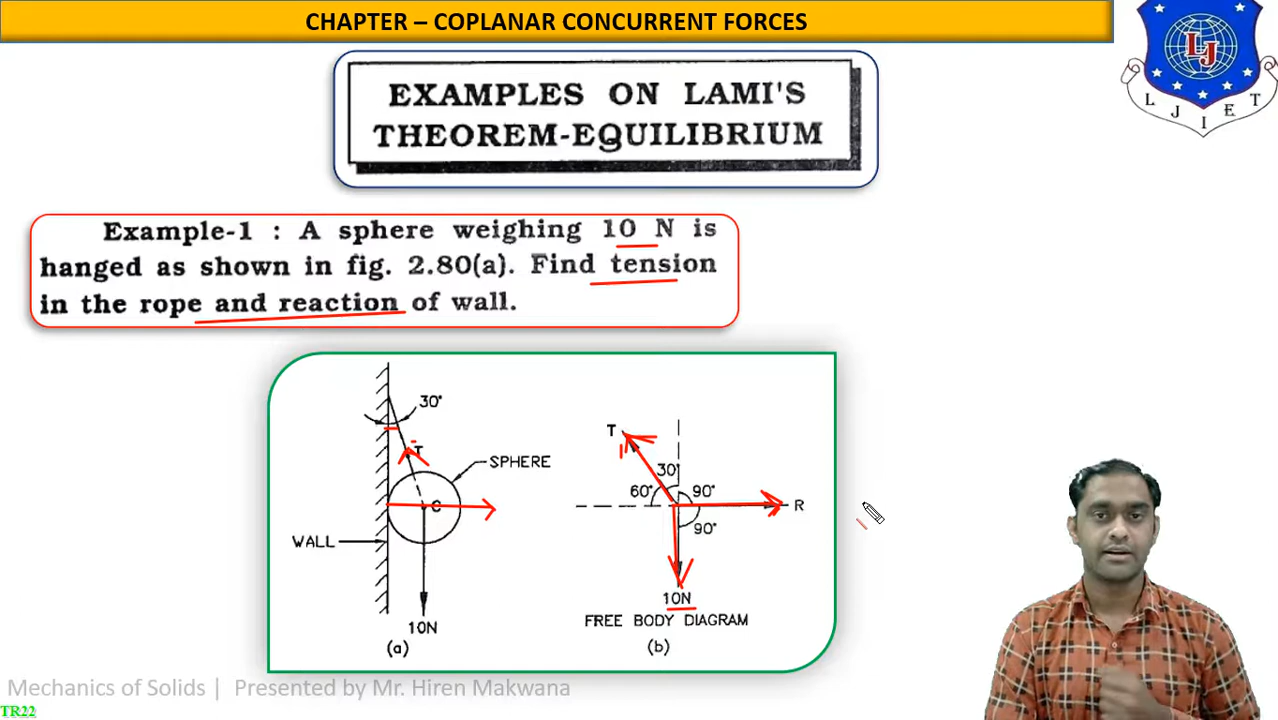 CHAPTER – COPLANAR CONCURRENT FORCES
LJ
L J I E T
EXAMPLES ON LAMI'S
THEOREM-EQUILIBRIUM
Example-1 : A sphere weighing 10 N is
hanged as shown in fig. 2.80(a). Find tension
in the rope and reaction of wall.
30°
T
SPHERE
C
WALL
10N
(a)
T
30°
60°
90°
R
90°
10N
FREE BODY DIAGRAM
(b)
Mechanics of Solids | Presented by Mr. Hiren Makwana
TR22